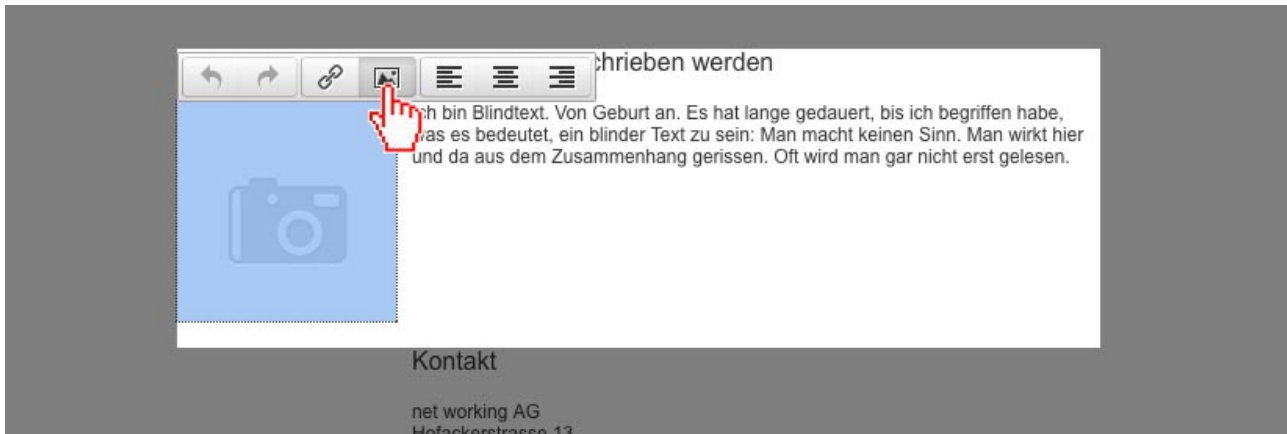 chrieben werden
ch bin Blindtext. Von Geburt an. Es hat lange gedauert, bis ich begriffen habe,
was es bedeutet, ein blinder Text zu sein: Man macht keinen Sinn. Man wirkt hier
und da aus dem Zusammenhang gerissen. Oft wird man gar nicht erst gelesen.
Kontakt
net working AG
Hofackerstrasse 13